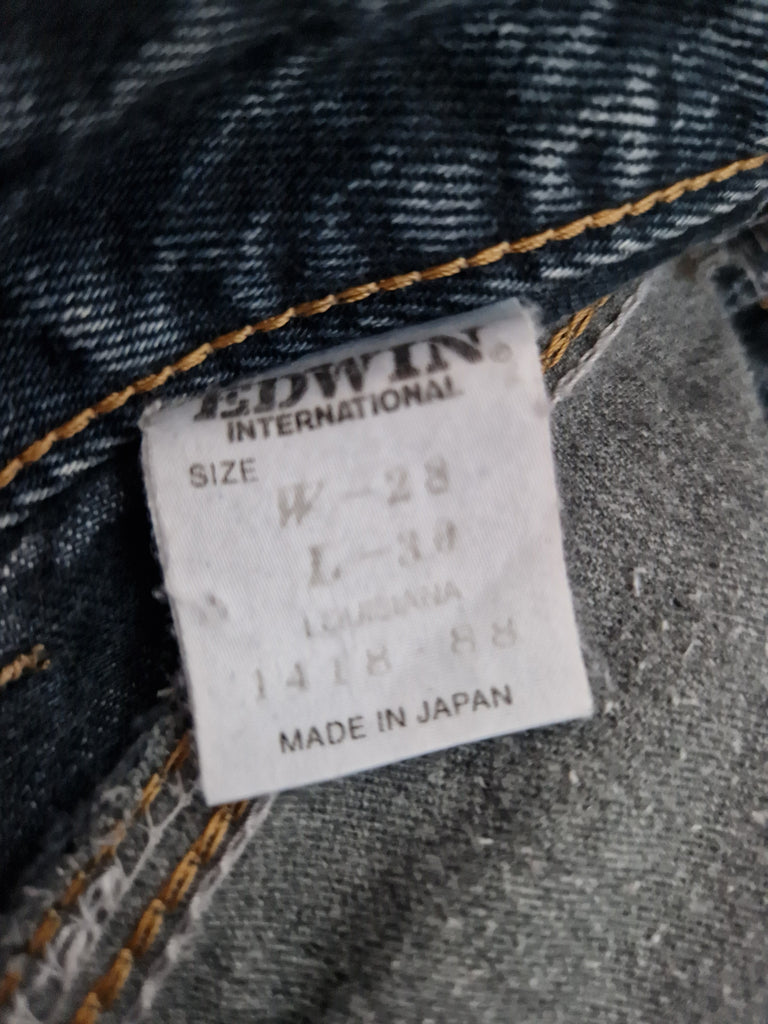 EDWIN®
INTERNATIONAL
SIZE
W-28
L-30
LOUISIANA
1418-88
MADE IN JAPAN